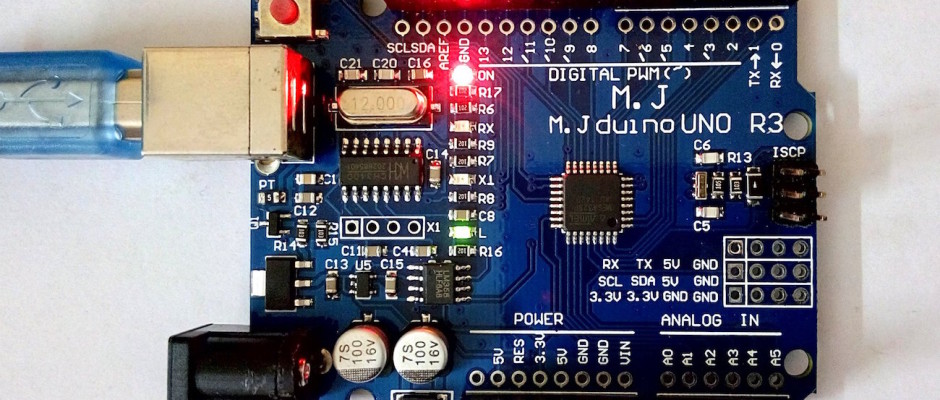 SCL SDA AREF GND 13 12 ~11 ~10 ~9 8 7 ~6 ~5 4 ~3 2 TX→1 RX←0
ON
DIGITAL PWM(~)
C21 C20 C16
R17
M.J
12.000
R6
M.Jduino UNO R3
RX
R9
C14
R7
C6
R13
ISCP
TX
PT
R8
C12
C8
C5
X1
L
R14
R15
R16
C11
C4
C13 U5 C15
LM358
RX TX 5V GND
SCL SDA 5V GND
3.3V 3.3V GND GND
POWER
ANALOG IN
7S 100 16V
7S 100 16V
5V RES 3.3V 5V GND GND VIN
A0 A1 A2 A3 A4 A5